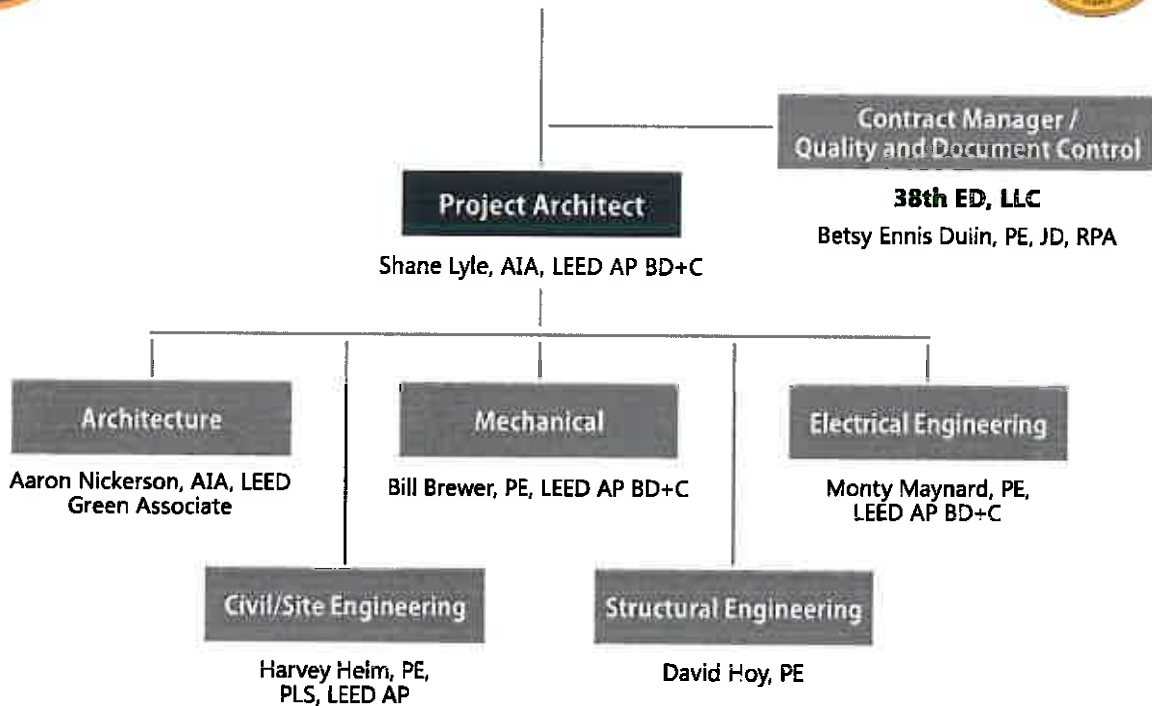 Contract Manager /
Quality and Document Control
38th ED, LLC
Betsy Ennis Dulin, PE, JD, RPA
Project Architect
Shane Lyle, AIA, LEED AP BD+C
Architecture
Aaron Nickerson, AIA, LEED
Green Associate
Mechanical
Bill Brewer, PE, LEED AP BD+C
Electrical Engineering
Monty Maynard, PE,
LEED AP BD+C
Civil/Site Engineering
Harvey Helm, PE,
PLS, LEED AP
Structural Engineering
David Hoy, PE